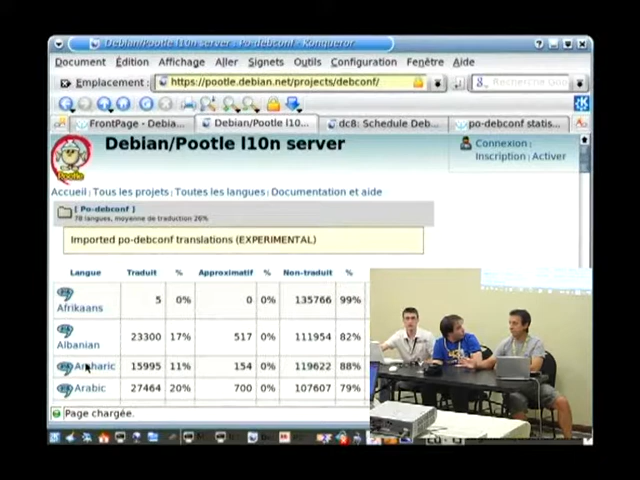 Debian/Pootle l10n server : Po-debconf - Konqueror
Document Édition Affichage Aller Signets Outils Configuration Fenêtre Aide
Emplacement : https://pootle.debian.net/projects/debconf/
FrontPage - Debia... Debian/Pootle l10... dc8: Schedule Deb... po-debconf statis...
Debian/Pootle l10n server
Connexion
Inscription Activer
Pootle
Accueil Tous les projets Toutes les langues Documentation et aide
[ Po-debconf ]
78 langues, moyenne de traduction 26%
Imported po-debconf translations (EXPERIMENTAL)
Langue Traduit % Approximatif % Non-traduit %
Afrikaans 5 0% 0 0% 135766 99%
Albanian 23300 17% 517 0% 111954 82%
Amharic 15995 11% 154 0% 119622 88%
Arabic 27464 20% 700 0% 107607 79%
Page chargée.